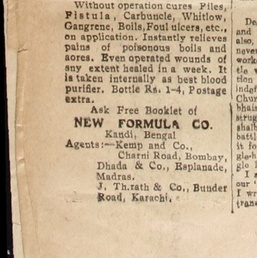 Without operation cures Piles,
Fistula, Carbuncle, Whitlow,
Gangrene, Boils, Foul ulcers, etc.,
on application. Instantly relieves
pains of poisonous boils and
sores. Even operated wounds of
any extent healed in a week. It
is taken internally as best blood
purifier. Bottle Rs. 1-4, Postage
extra.
Ask Free Booklet of
NEW FORMULA CO.
Kandi, Bengal
Agents:—Kemp and Co.,
Charni Road, Bombay,
Dhada & Co., Esplanade,
Madras.
J. Th.rath & Co., Bunder
Road, Karachi.